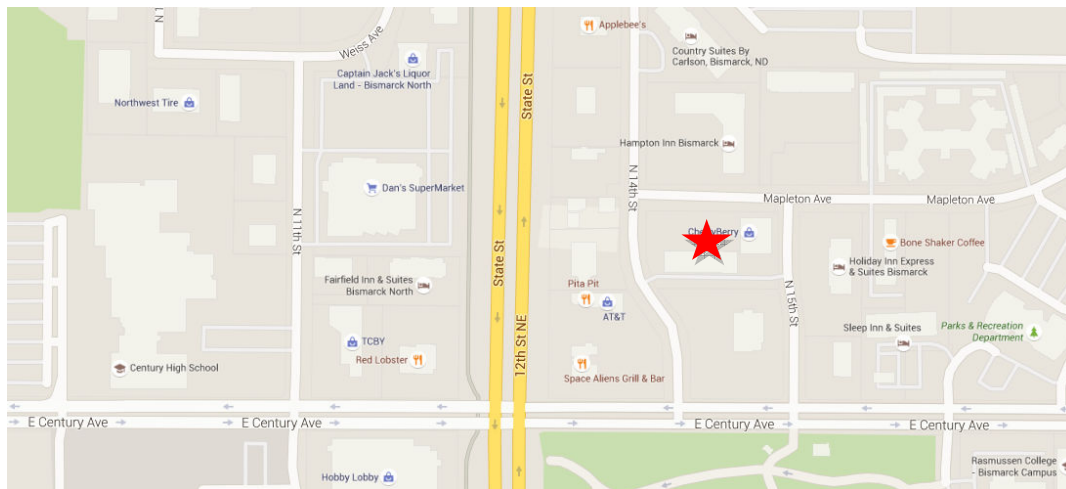 Applebee's
L N
Weiss Ave
Country Suites By
Carlson, Bismarck, ND
Captain Jack's Liquor
Land - Bismarck North
State St
Northwest Tire
Hampton Inn Bismarck
N 14th St
Dan's SuperMarket
Mapleton Ave
Mapleton Ave
N 11th St
State St
Bone Shaker Coffee
Holiday Inn Express
& Suites Bismarck
Fairfield Inn & Suites
Bismarck North
Pita Pit
N 15th St
AT&T
12th St NE
Sleep Inn & Suites
Parks & Recreation
Department
TCBY
Red Lobster
Century High School
Space Aliens Grill & Bar
E Century Ave
E Century Ave
E Century Ave
E Century Ave
Hobby Lobby
Rasmussen College
- Bismarck Campus